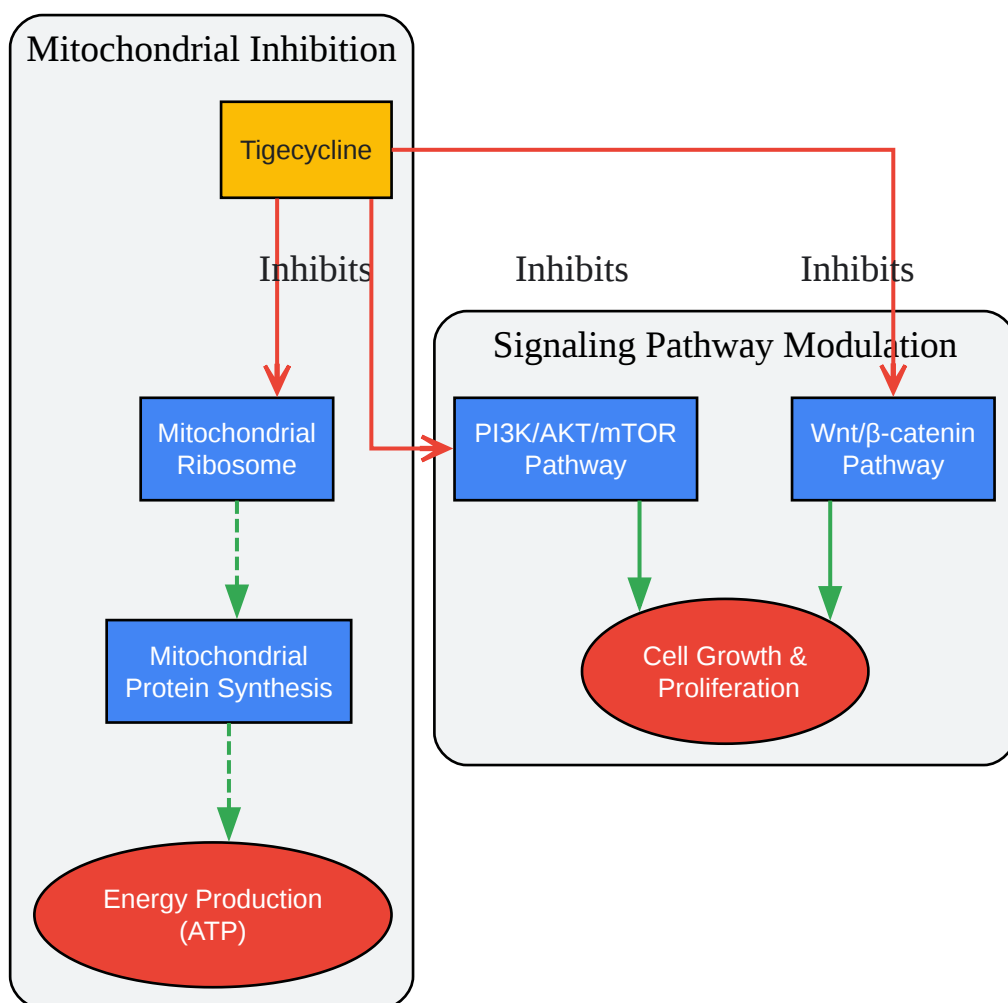 Mitochondrial Inhibition
Tigecycline
Inhibits
Inhibits
Inhibits
Signaling Pathway Modulation
Mitochondrial
Ribosome
PI3K/AKT/mTOR
Pathway
Wnt/β-catenin
Pathway
Mitochondrial
Protein Synthesis
Cell Growth &
Proliferation
Energy Production
(ATP)